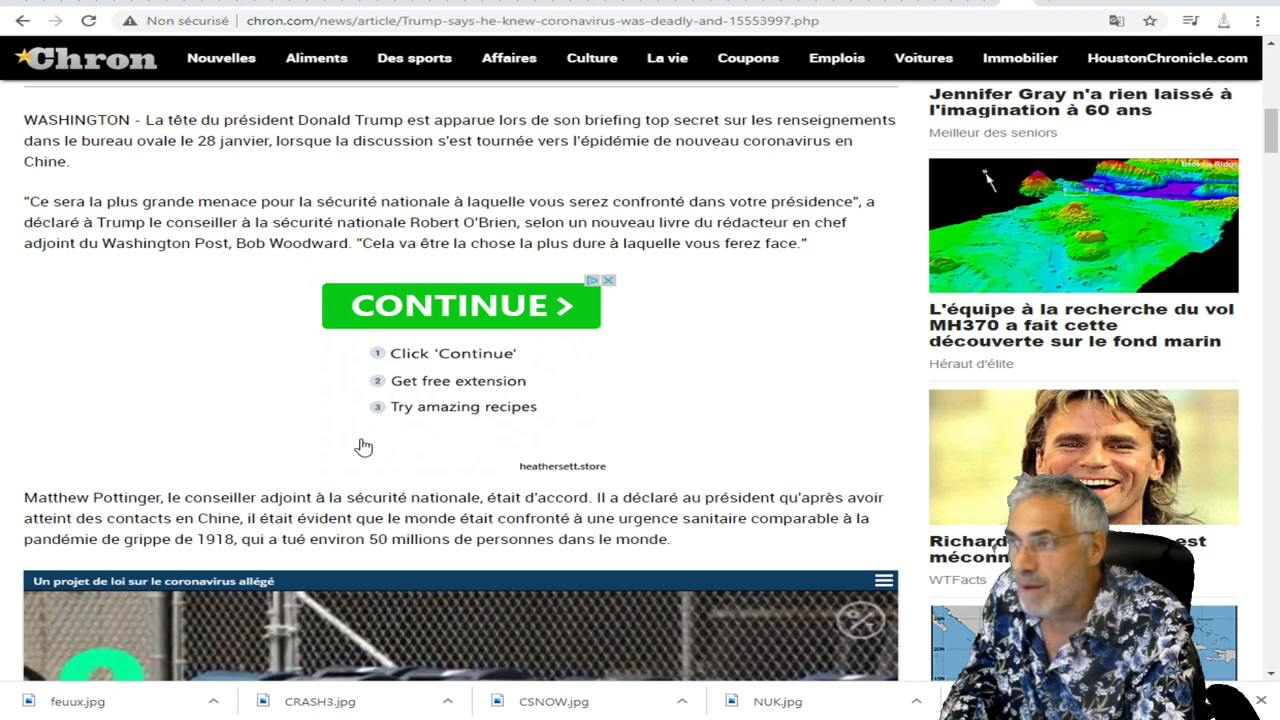 Non sécurisé
chron.com/news/article/Trump-says-he-knew-coronavirus-was-deadly-and-15553997.php
Chron
Nouvelles
Aliments
Des sports
Affaires
Culture
La vie
Coupons
Emplois
Voitures
Immobilier
HoustonChronicle.com
WASHINGTON - La tête du président Donald Trump est apparue lors de son briefing top secret sur les renseignements
dans le bureau ovale le 28 janvier, lorsque la discussion s'est tournée vers l'épidémie de nouveau coronavirus en
Chine.
"Ce sera la plus grande menace pour la sécurité nationale à laquelle vous serez confronté dans votre présidence", a
déclaré à Trump le conseiller à la sécurité nationale Robert O'Brien, selon un nouveau livre du rédacteur en chef
adjoint du Washington Post, Bob Woodward. "Cela va être la chose la plus dure à laquelle vous ferez face."
CONTINUE >
1 Click 'Continue'
2 Get free extension
3 Try amazing recipes
heathersett.store
Matthew Pottinger, le conseiller adjoint à la sécurité nationale, était d'accord. Il a déclaré au président qu'après avoir
atteint des contacts en Chine, il était évident que le monde était confronté à une urgence sanitaire comparable à la
pandémie de grippe de 1918, qui a tué environ 50 millions de personnes dans le monde.
Un projet de loi sur le coronavirus allégé
Jennifer Gray n'a rien laissé à
l'imagination à 60 ans
Meilleur des seniors
Broken Ridge
L'équipe à la recherche du vol
MH370 a fait cette
découverte sur le fond marin
Héraut d'élite
Richard
est
WTFacts
feuux.jpg
CRASH3.jpg
CSNOW.jpg
NUK.jpg